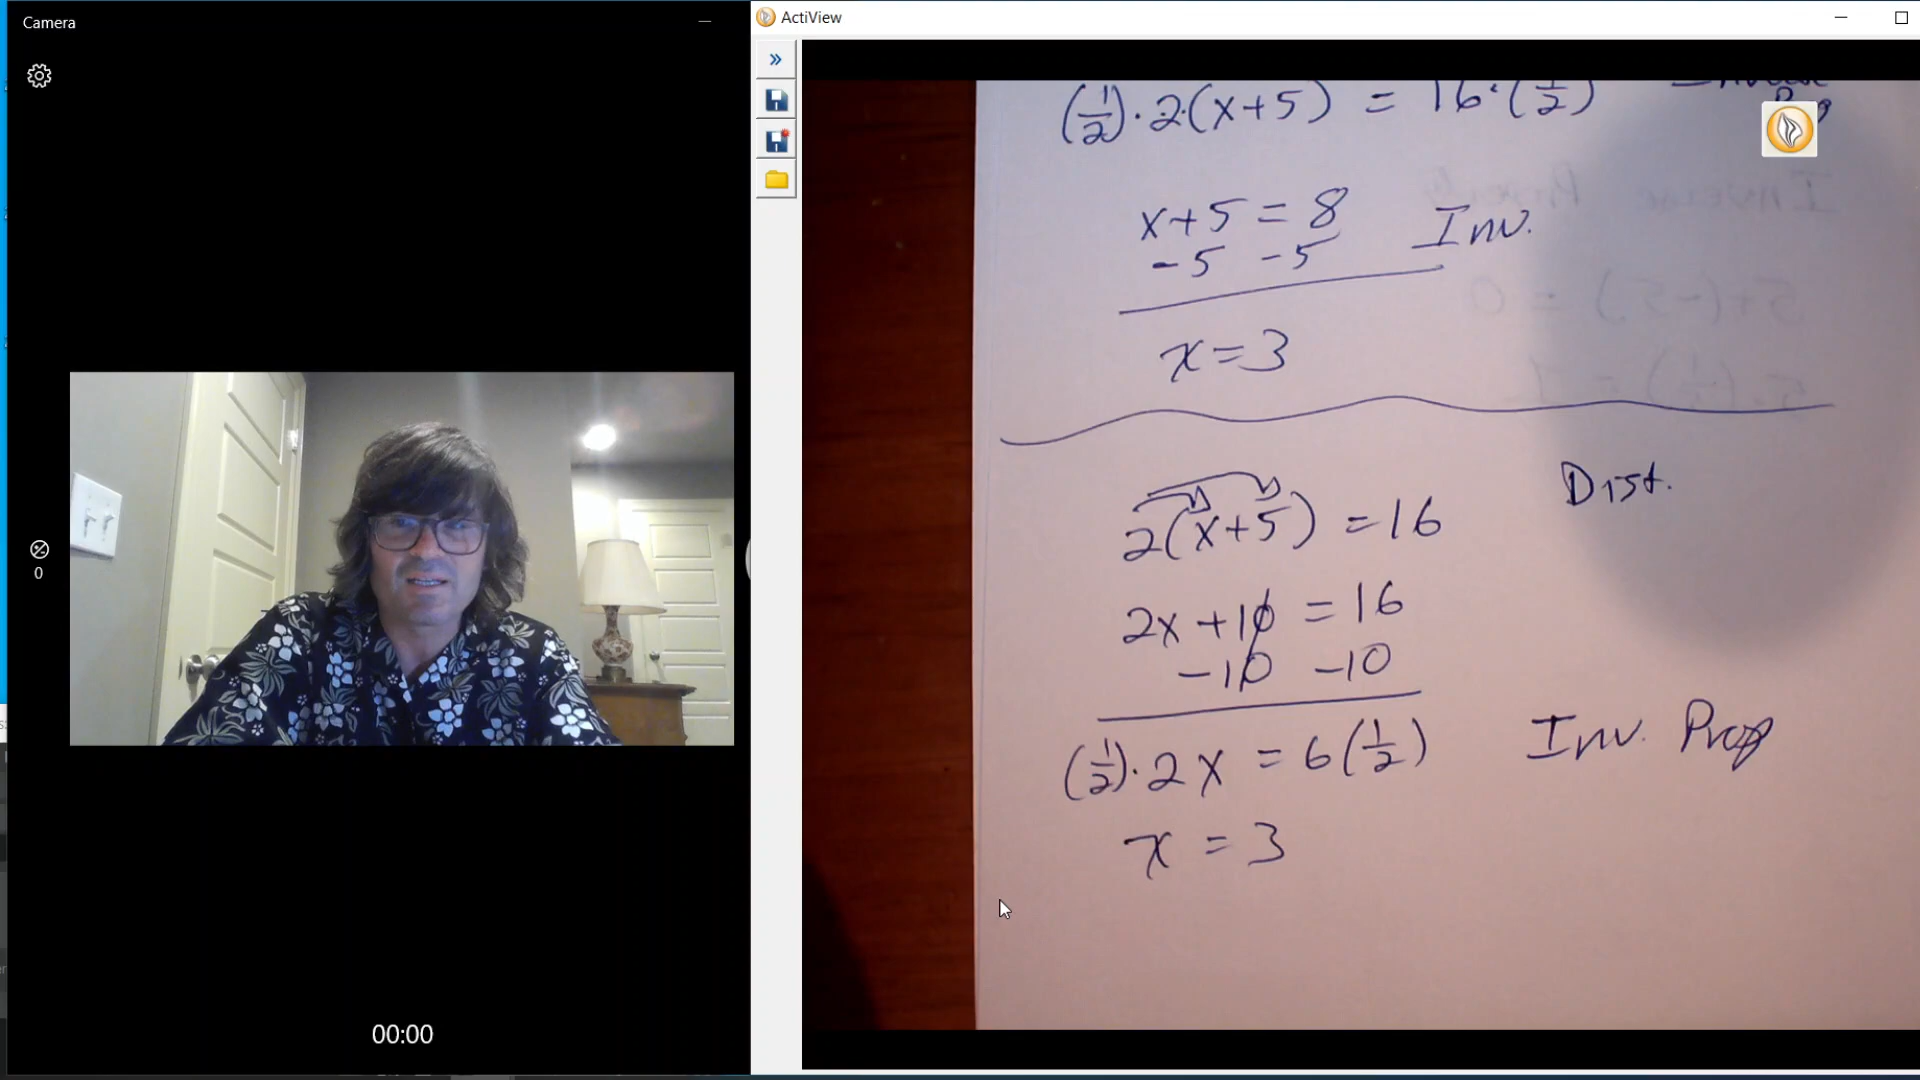 Camera
ActiView
»
(1/2)·2·(x+5) = 16·(1/2)
x+5 = 8 Inv.
-5 -5
x=3
Dist.
2(x+5) = 16
2x +10 = 16
-10 -10
(1/2)·2x = 6(1/2) Inv. Prop
x = 3
0
00:00